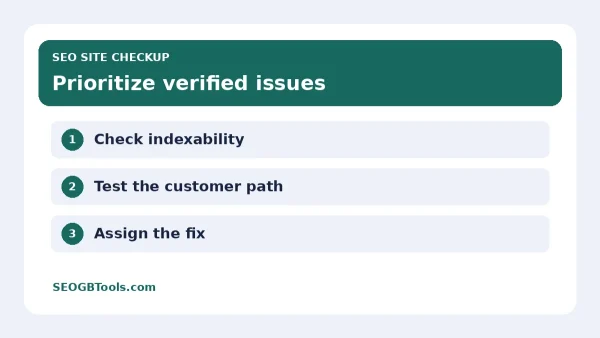 SEO SITE CHECKUP
Prioritize verified issues
1 Check indexability
2 Test the customer path
3 Assign the fix
SEOGBTools.com